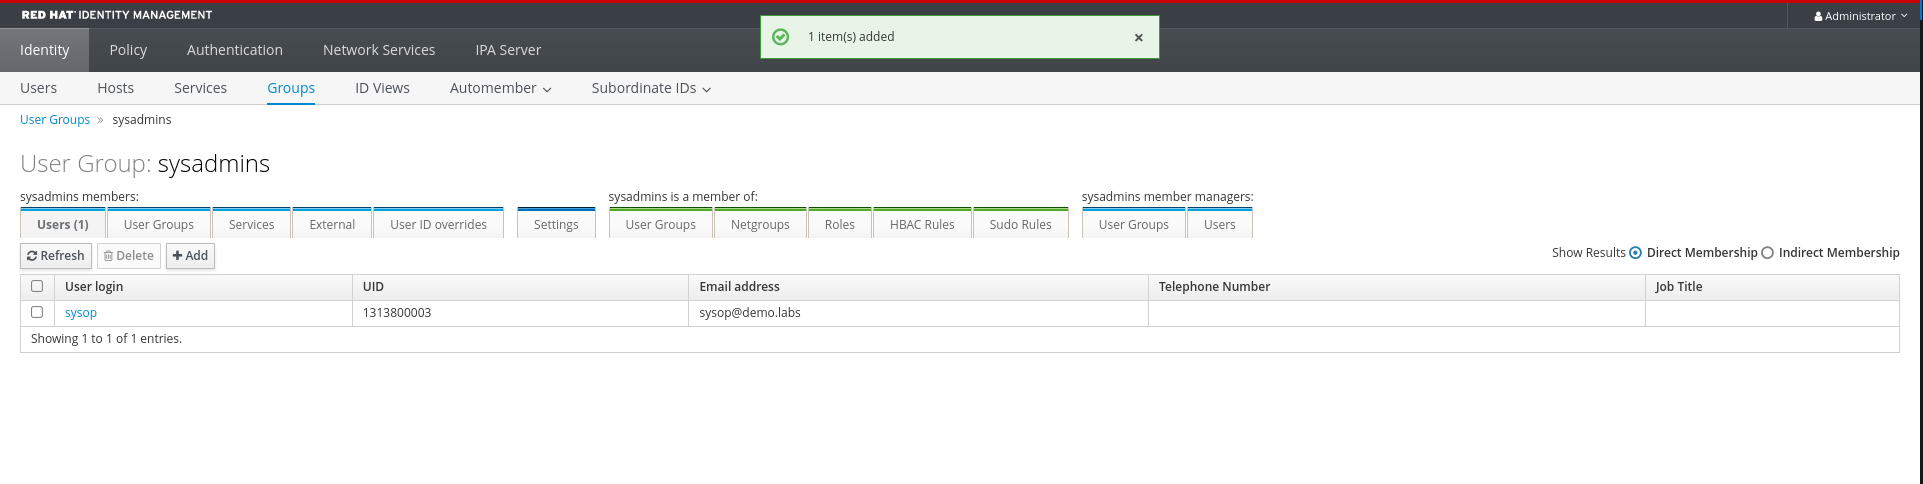 RED HAT® IDENTITY MANAGEMENT
Administrator
1 item(s) added ×
Identity Policy Authentication Network Services IPA Server
Users Hosts Services Groups ID Views Automember Subordinate IDs
User Groups » sysadmins
User Group: sysadmins
sysadmins members: sysadmins is a member of: sysadmins member managers:
Users (1) User Groups Services External User ID overrides Settings User Groups Netgroups Roles HBAC Rules Sudo Rules User Groups Users
Refresh Delete + Add Show Results Direct Membership Indirect Membership
User login UID Email address Telephone Number Job Title
sysop 1313800003 sysop@demo.labs
Showing 1 to 1 of 1 entries.